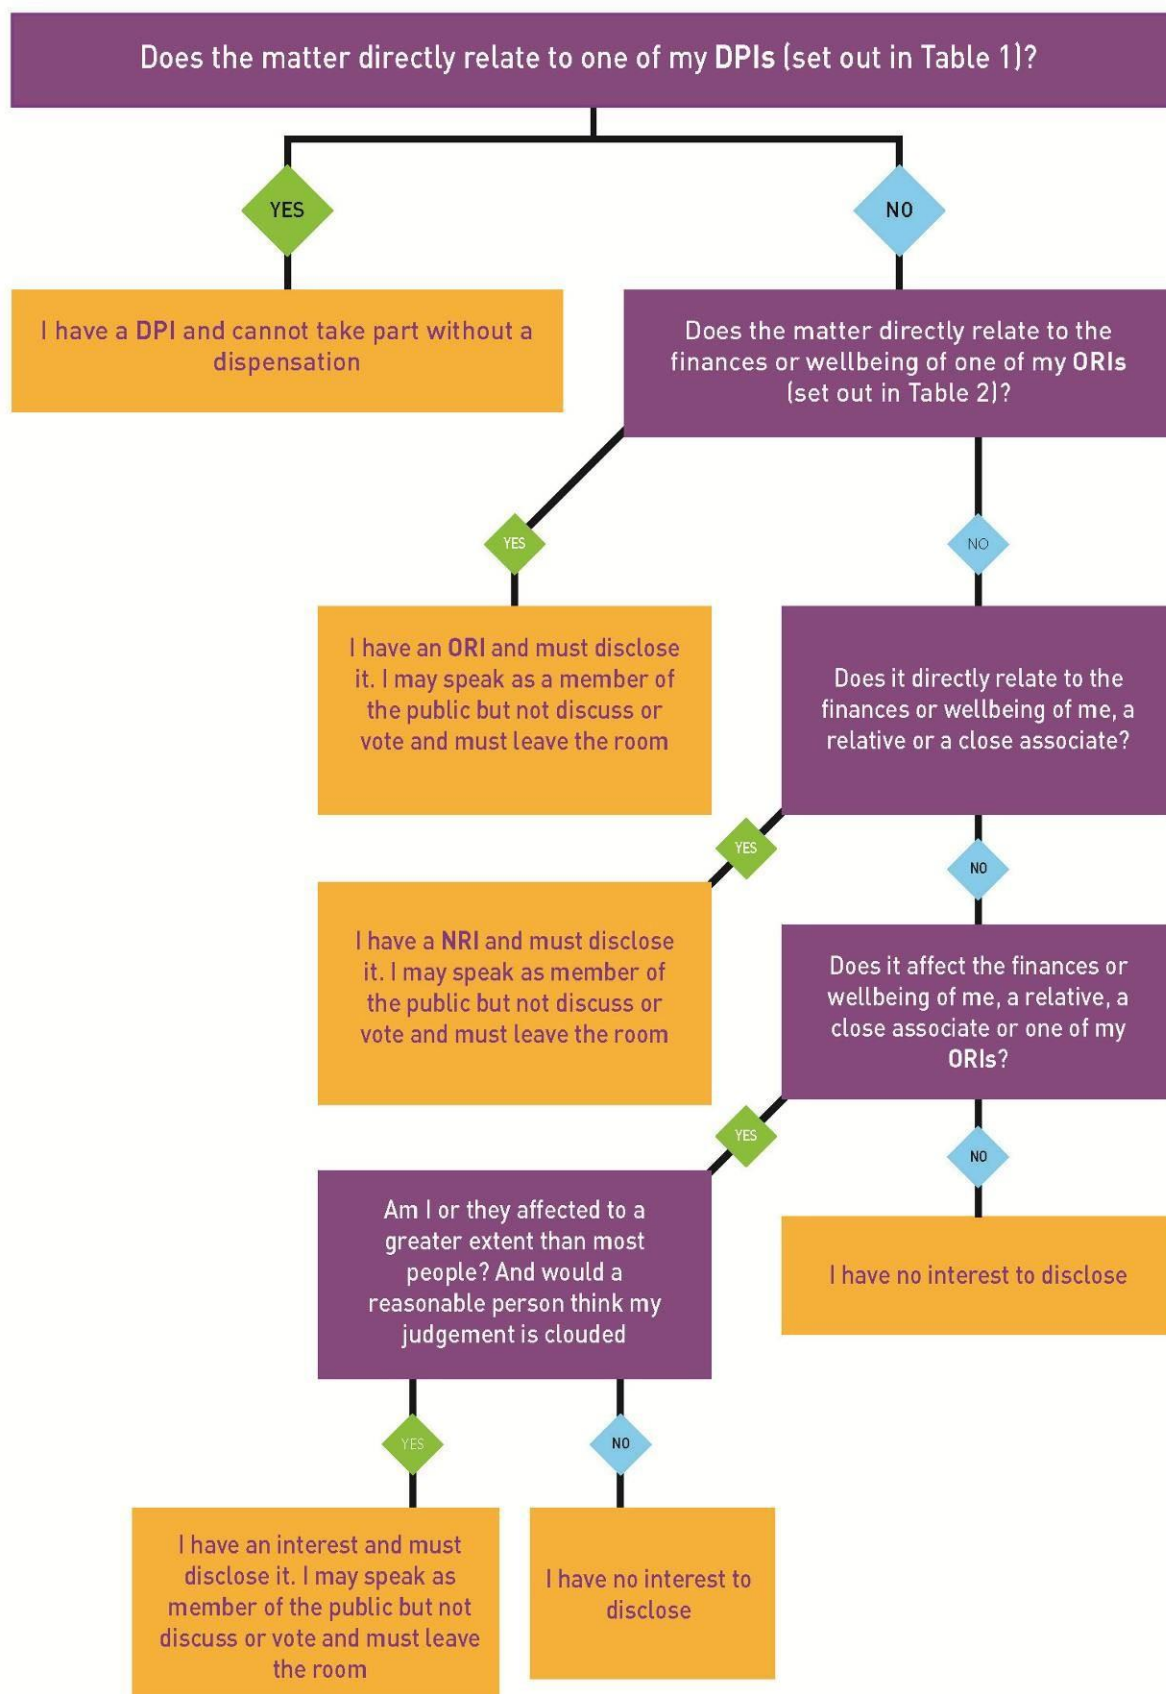 Does the matter directly relate to one of my DPIs (set out in Table 1)?
YES
NO
I have a DPI and cannot take part without a
dispensation
Does the matter directly relate to the
finances or wellbeing of one of my ORIs
(set out in Table 2)?
YES
NO
I have an ORI and must disclose
it. I may speak as a member of
the public but not discuss or
vote and must leave the room
Does it directly relate to the
finances or wellbeing of me, a
relative or a close associate?
YES
NO
I have a NRI and must disclose
it. I may speak as member of
the public but not discuss or
vote and must leave the room
Does it affect the finances or
wellbeing of me, a relative, a
close associate or one of my
ORIs?
YES
NO
Am I or they affected to a
greater extent than most
people? And would a
reasonable person think my
judgement is clouded
I have no interest to disclose
YES
NO
I have an interest and must
disclose it. I may speak as
member of the public but not
discuss or vote and must leave
the room
I have no interest to
disclose